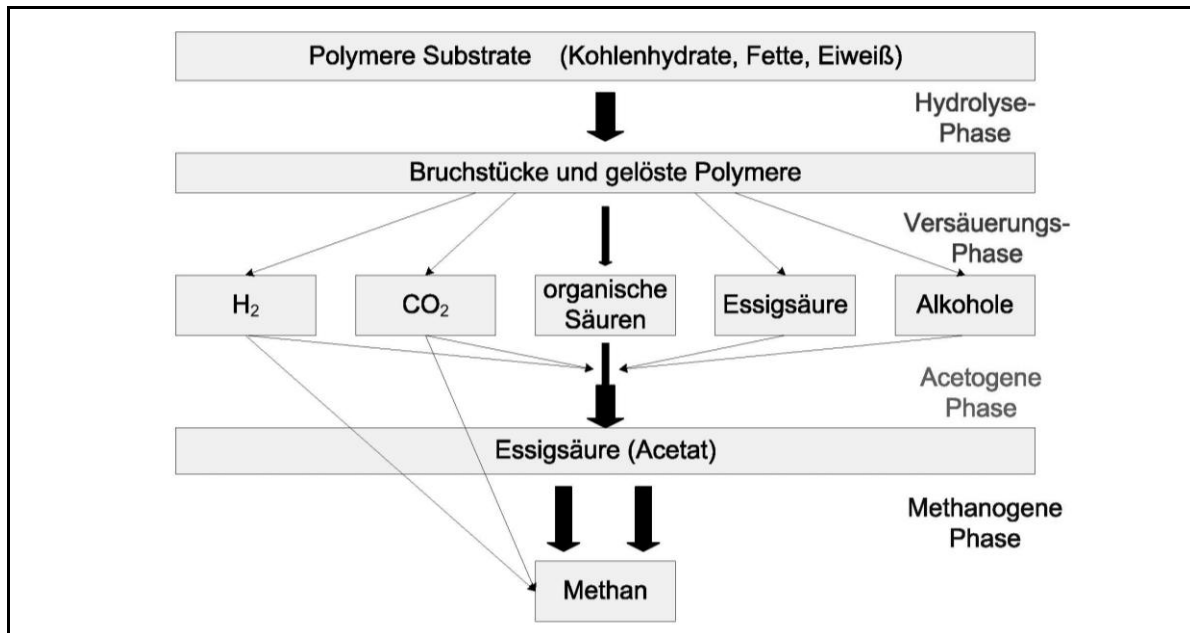 Polymere Substrate (Kohlenhydrate, Fette, Eiweiß)
Hydrolyse-
Phase
Bruchstücke und gelöste Polymere
Versäuerungs-
Phase
H₂
CO₂
organische
Säuren
Essigsäure
Alkohole
Acetogene
Phase
Essigsäure (Acetat)
Methanogene
Phase
Methan